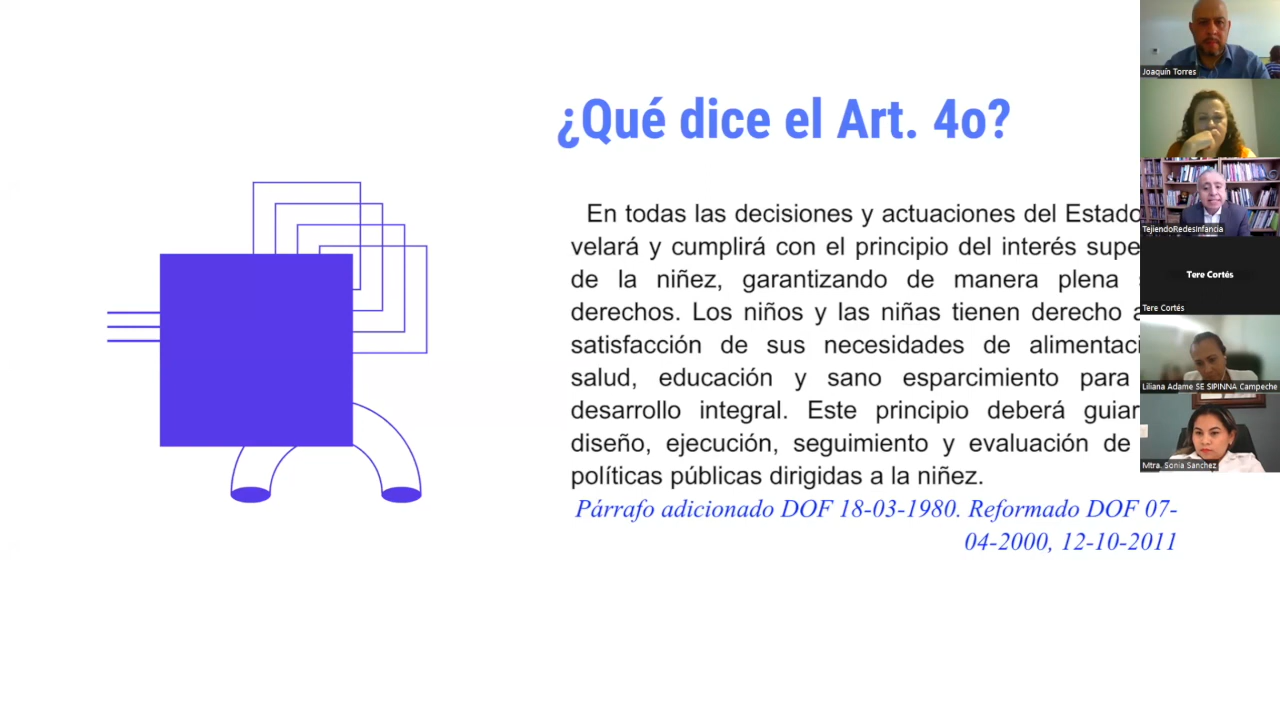 ¿Qué dice el Art. 4o?
En todas las decisiones y actuaciones del Estado
velará y cumplirá con el principio del interés
de la niñez, garantizando de manera plena
derechos. Los niños y las niñas tienen derecho
satisfacción de sus necesidades de
salud, educación y sano esparcimiento para
desarrollo integral. Este principio deberá guiar
diseño, ejecución, seguimiento y evaluación de
políticas públicas dirigidas a la niñez.
Párrafo adicionado DOF 18-03-1980. Reformado DOF 07-
04-2000, 12-10-2011
Joaquín Torres
TejiendoRedesInfancia
Tere Cortés
Tere Cortés
Liliana Adame SE SIPINNA Campeche
Mtra. Sonia Sanchez